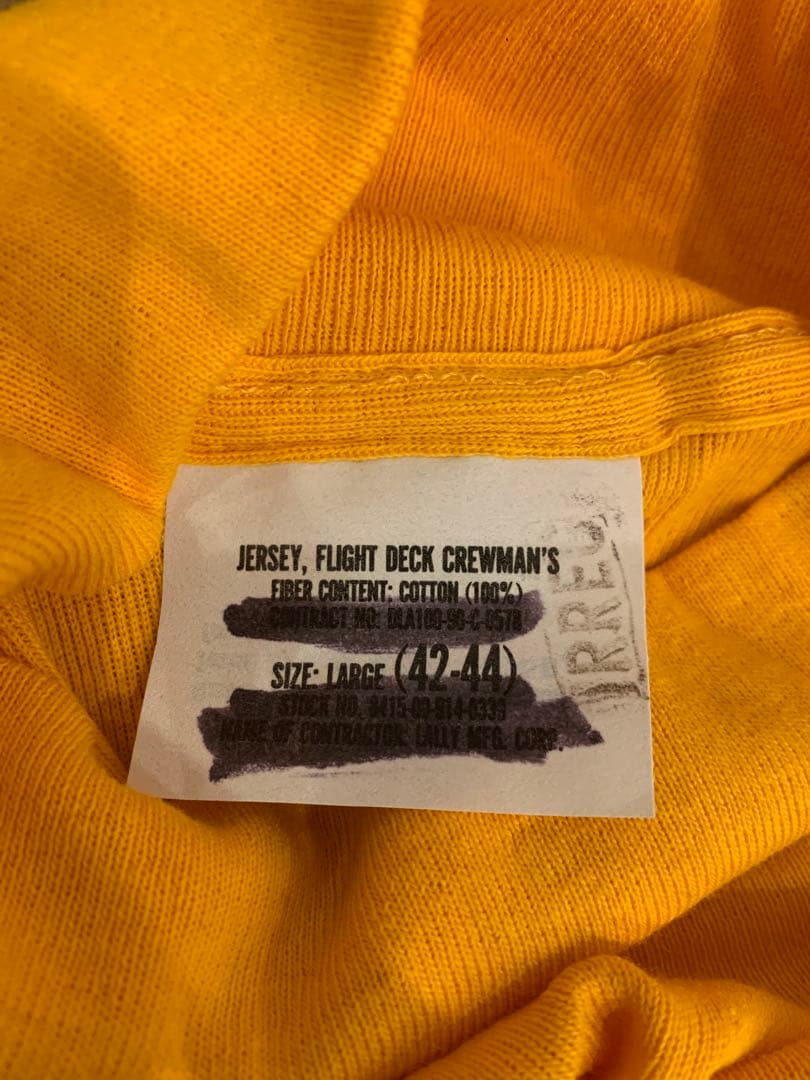 JERSEY, FLIGHT DECK CREWMAN'S
FIBER CONTENT: COTTON (100%)
CONTRACT NO: DLA100-90-C-0578
SIZE: LARGE (42-44)
STOCK NO. 8415-00-914-0339
NAME OF CONTRACTOR: LALLY MFG. CORP.
IRREG